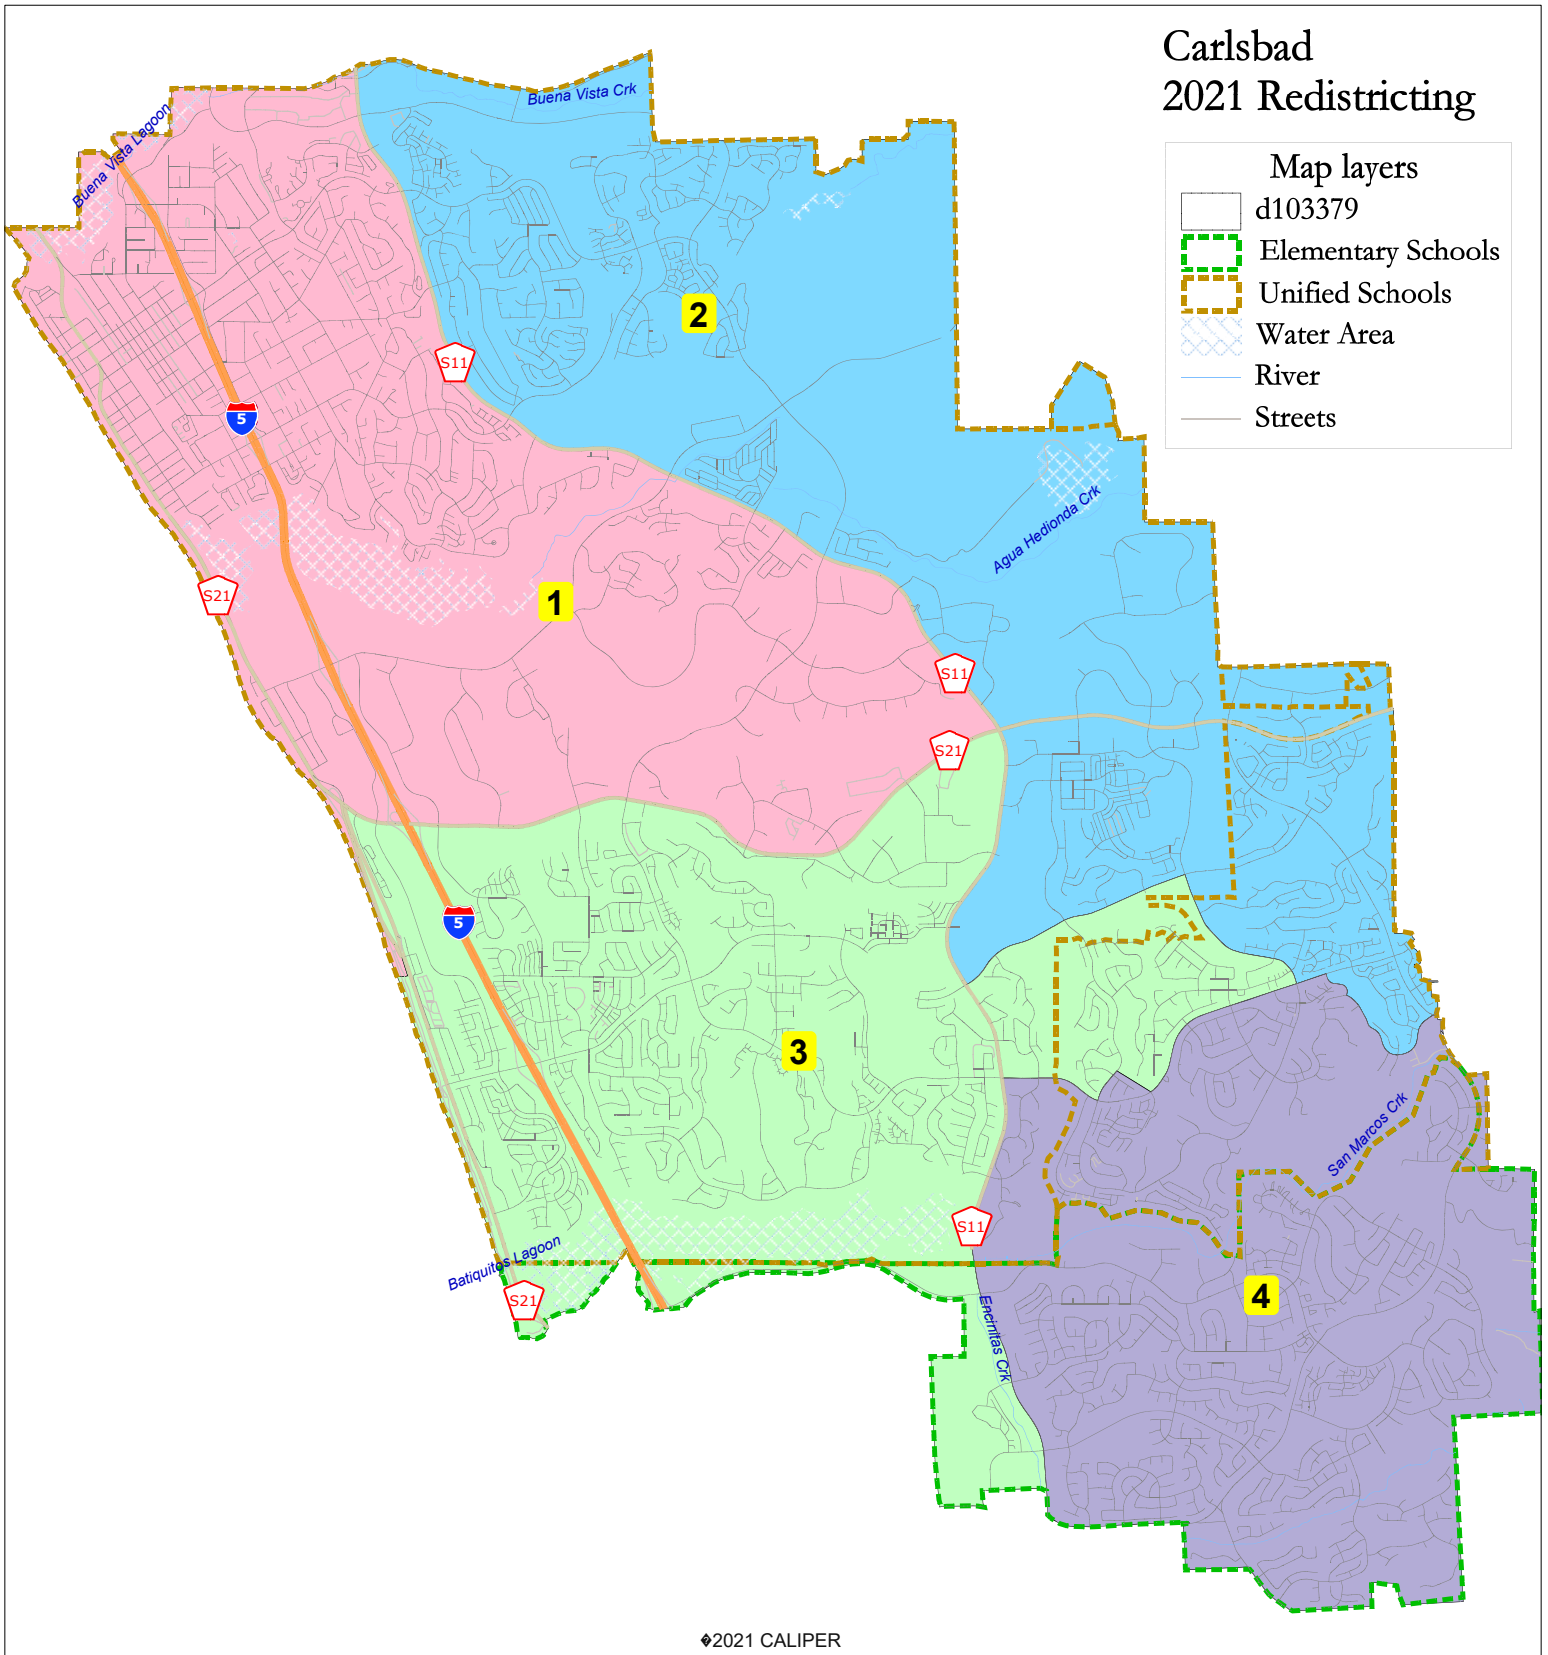 Carlsbad
2021 Redistricting
Map layers
d103379
Elementary Schools
Unified Schools
Water Area
River
Streets
Buena Vista Crk
Buena Vista Lagoon
2
S11
5
Agua Hedionda Crk
S21
1
S11
S21
5
3
San Marcos Crk
S11
Batiquitos Lagoon
S21
4
Encinitas Crk
�2021 CALIPER